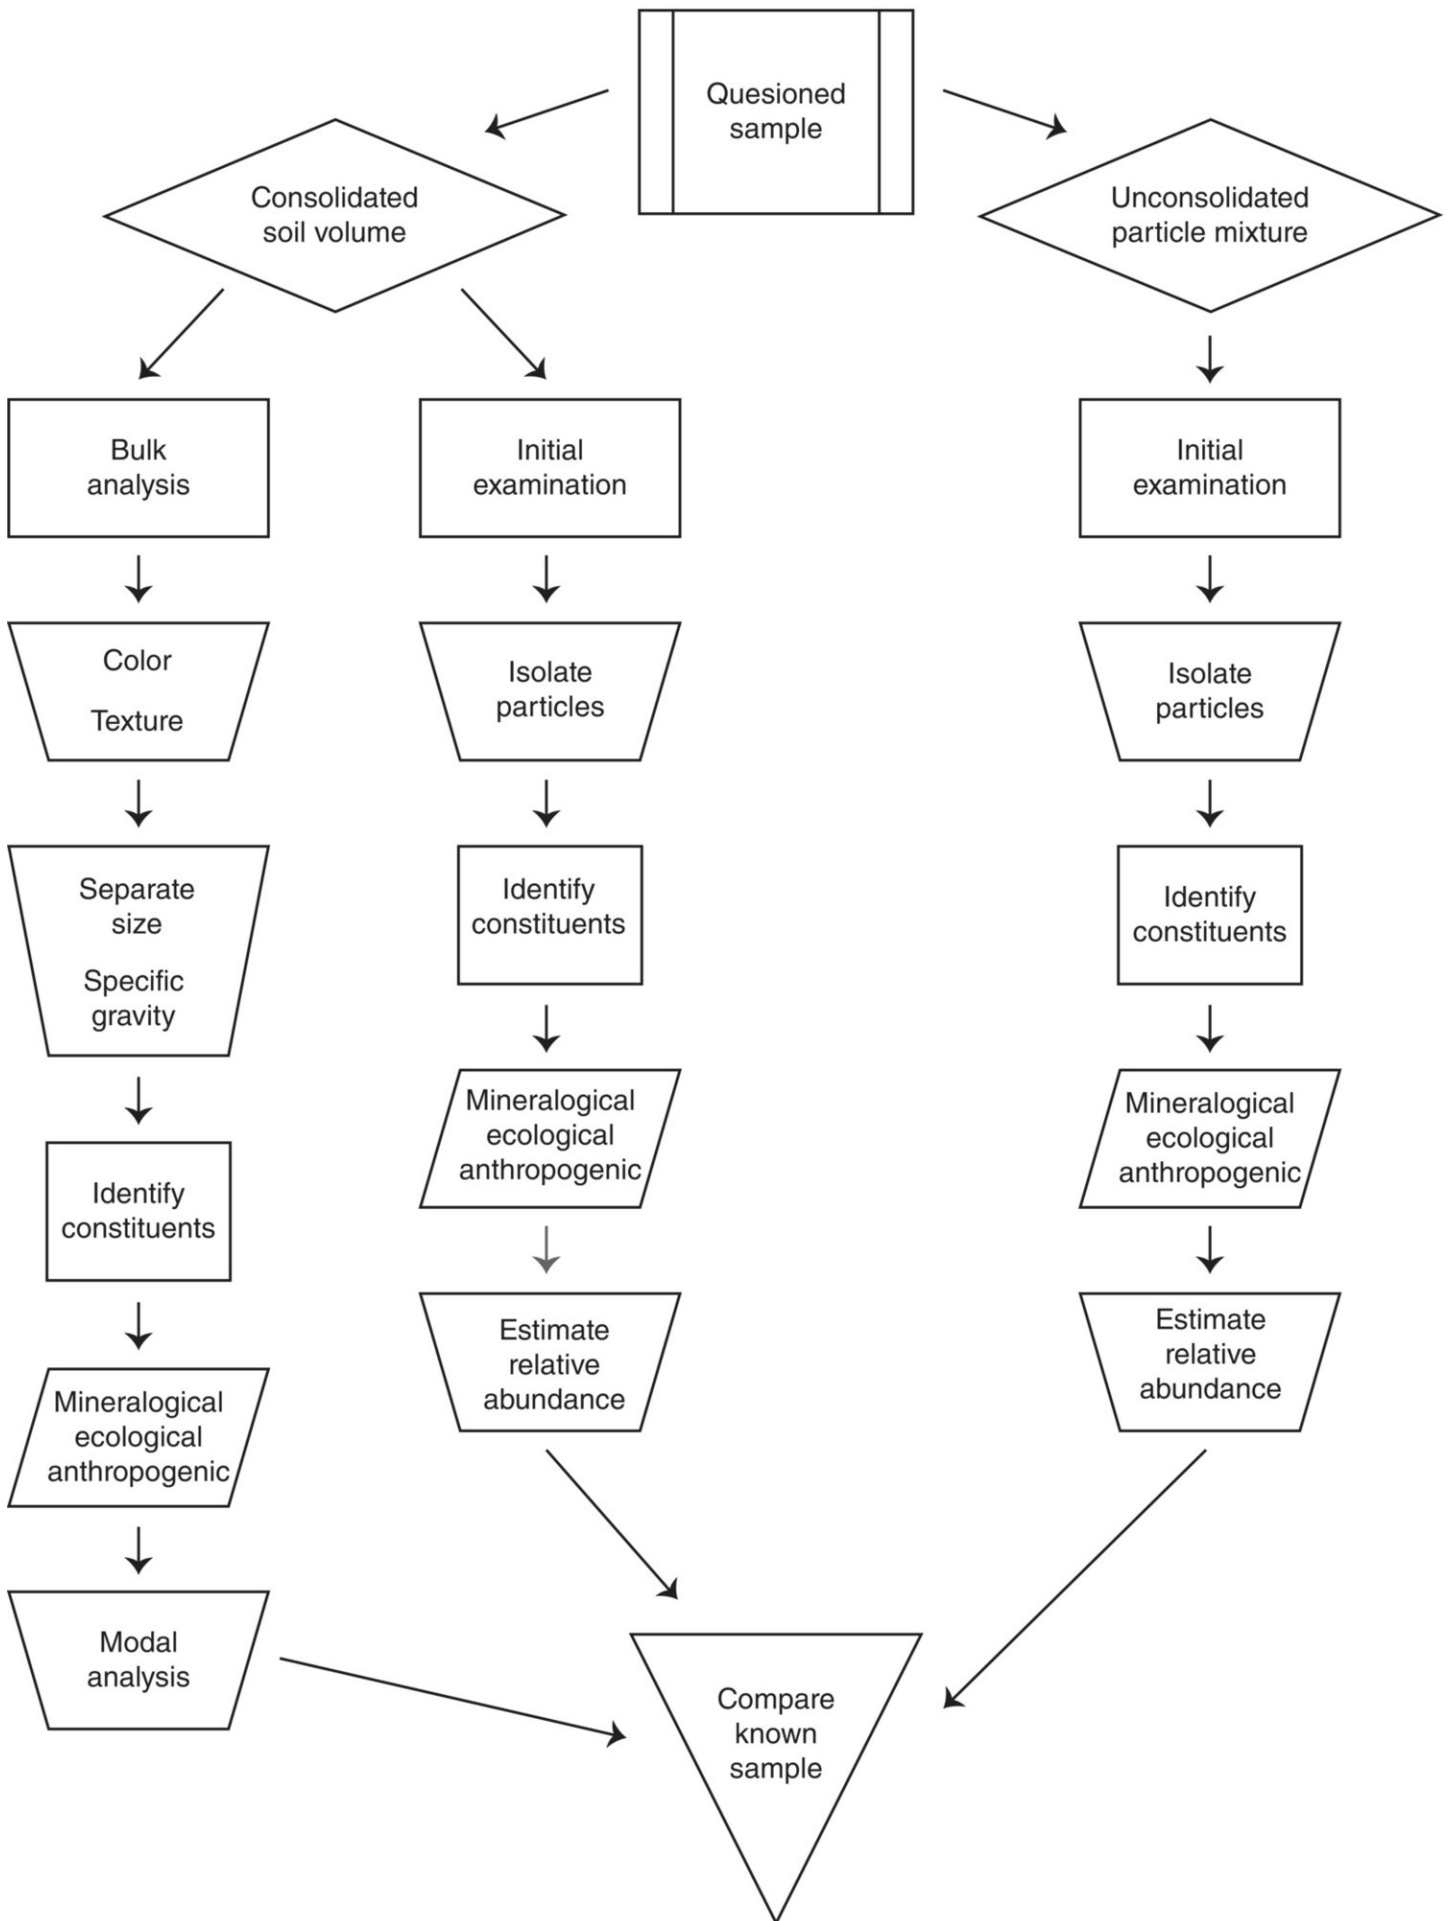 Quesioned
sample
Consolidated
soil volume
Unconsolidated
particle mixture
Bulk
analysis
Initial
examination
Initial
examination
Color
Texture
Isolate
particles
Isolate
particles
Separate
size
Specific
gravity
Identify
constituents
Identify
constituents
Identify
constituents
Mineralogical
ecological
anthropogenic
Mineralogical
ecological
anthropogenic
Mineralogical
ecological
anthropogenic
Estimate
relative
abundance
Estimate
relative
abundance
Modal
analysis
Compare
known
sample